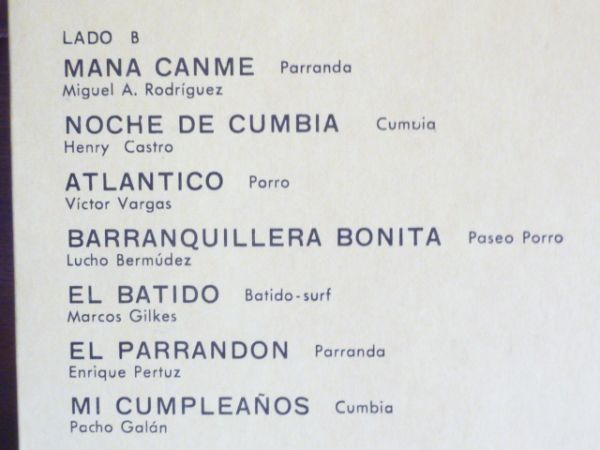 LADO B
MANA CANME Parranda
Miguel A. Rodríguez
NOCHE DE CUMBIA Cumbia
Henry Castro
ATLANTICO Porro
Víctor Vargas
BARRANQUILLERA BONITA Paseo Porro
Lucho Bermúdez
EL BATIDO Batido-surf
Marcos Gilkes
EL PARRANDON Parranda
Enrique Pertuz
MI CUMPLEAÑOS Cumbia
Pacho Galán